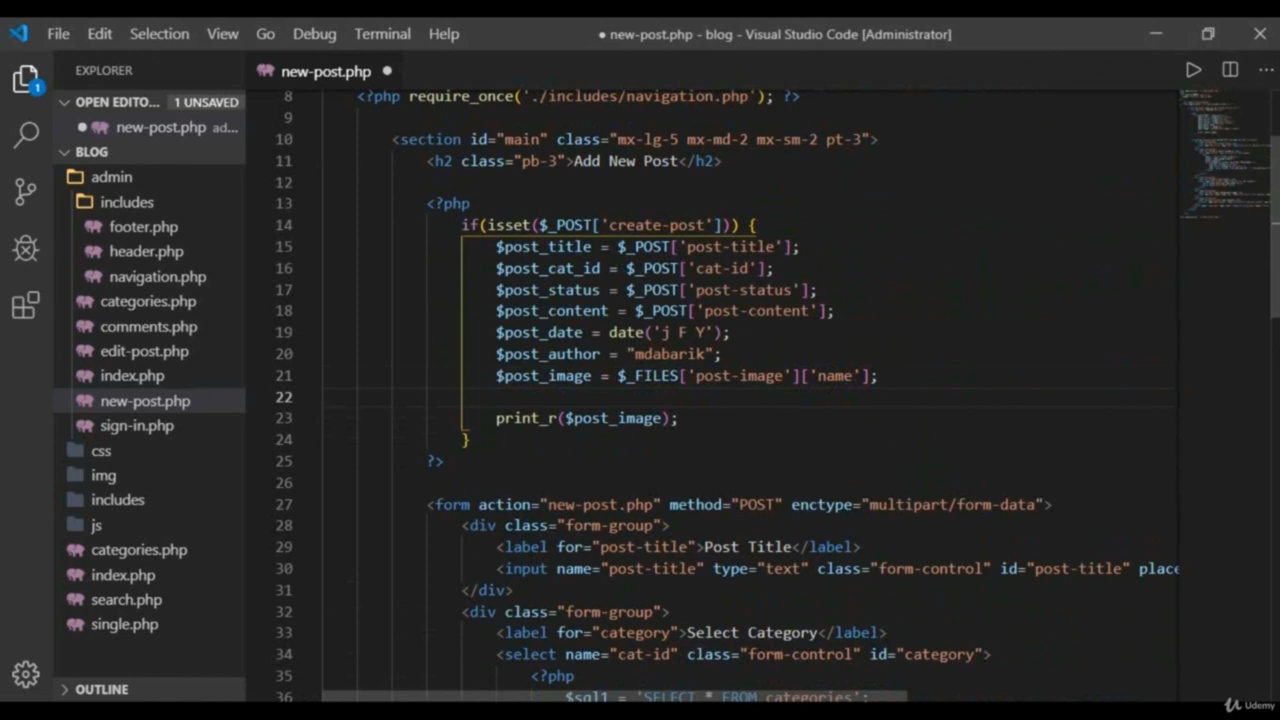 File Edit Selection View Go Debug Terminal Help
● new-post.php - blog - Visual Studio Code [Administrator]
EXPLORER
OPEN EDITO... 1 UNSAVED
new-post.php ad...
BLOG
admin
includes
footer.php
header.php
navigation.php
categories.php
comments.php
edit-post.php
index.php
new-post.php
sign-in.php
css
img
includes
js
categories.php
index.php
search.php
single.php
OUTLINE
1
new-post.php ●
8 <?php require_once('./includes/navigation.php'); ?>
9
10 <section id="main" class="mx-lg-5 mx-md-2 mx-sm-2 pt-3">
11 <h2 class="pb-3">Add New Post</h2>
12
13 <?php
14 if(isset($_POST['create-post'])) {
15 $post_title = $_POST['post-title'];
16 $post_cat_id = $_POST['cat-id'];
17 $post_status = $_POST['post-status'];
18 $post_content = $_POST['post-content'];
19 $post_date = date('j F Y');
20 $post_author = "mdabarik";
21 $post_image = $_FILES['post-image']['name'];
22
23 print_r($post_image);
24 }
25 ?>
26
27 <form action="new-post.php" method="POST" enctype="multipart/form-data">
28 <div class="form-group">
29 <label for="post-title">Post Title</label>
30 <input name="post-title" type="text" class="form-control" id="post-title" place
31 </div>
32 <div class="form-group">
33 <label for="category">Select Category</label>
34 <select name="cat-id" class="form-control" id="category">
35 <?php
36 $sql1 = 'SELECT * FROM categories';
Udemy